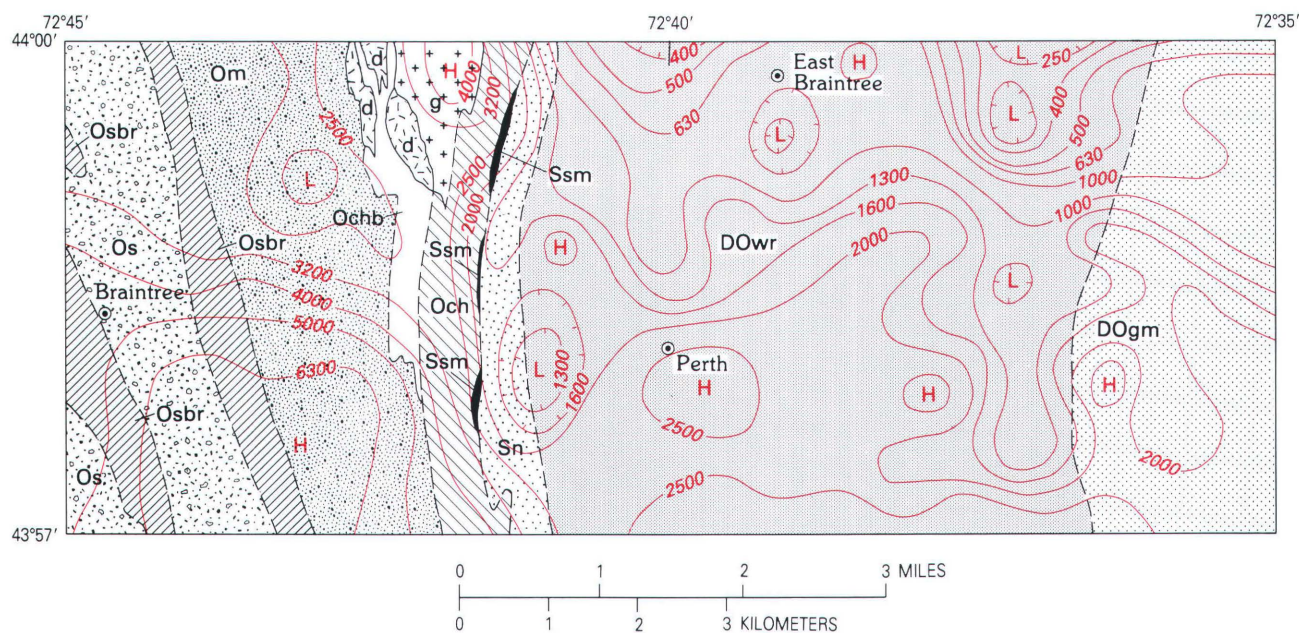 72°45′ 72°40′ 72°35′
44°00′
Om d H 4000 3200 400 500 630 East Braintree H L 250 400 500 630
Osbr 2500 d g L L
L d 2500 Ssm 1000
Ochb 2000 1300 1000
Osbr Ssm H DOwr 1600
Os 3200 2000 L
Braintree 4000 Och
5000 Ssm L 1300 Perth DOgm
6300 1600 H H H
Osbr H 2500
Os Sn 2500 2000
43°57′
0 1 2 3 MILES
0 1 2 3 KILOMETERS